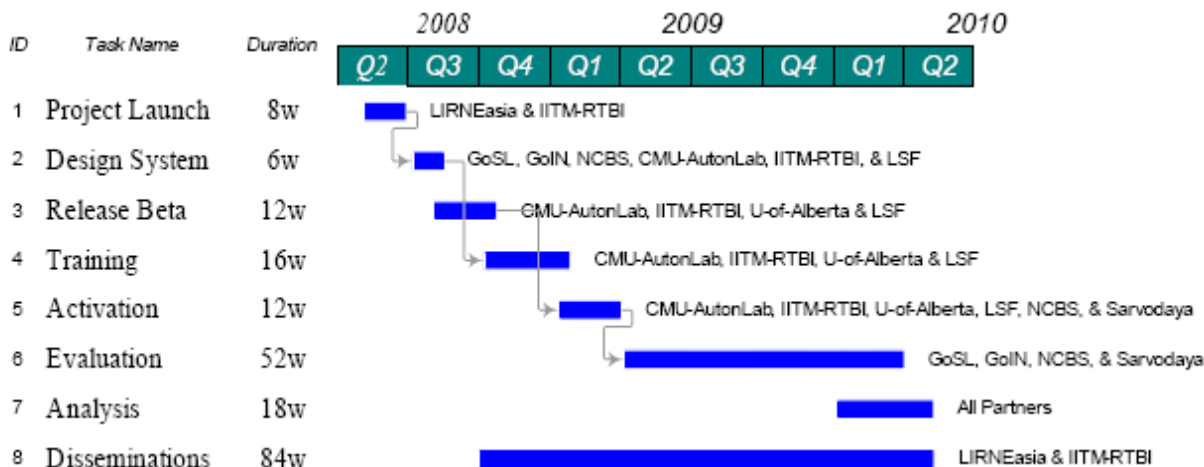 2008 2009 2010
ID Task Name Duration
Q2 Q3 Q4 Q1 Q2 Q3 Q4 Q1 Q2
1 Project Launch 8w LIRNEasia & IITM-RTBI
2 Design System 6w GoSL, GoIN, NCBS, CMU-AutonLab, IITM-RTBI, & LSF
3 Release Beta 12w CMU-AutonLab, IITM-RTBI, U-of-Alberta & LSF
4 Training 16w CMU-AutonLab, IITM-RTBI, U-of-Alberta & LSF
5 Activation 12w CMU-AutonLab, IITM-RTBI, U-of-Alberta, LSF, NCBS, & Sarvodaya
6 Evaluation 52w GoSL, GoIN, NCBS, & Sarvodaya
7 Analysis 18w All Partners
8 Disseminations 84w LIRNEasia & IITM-RTBI